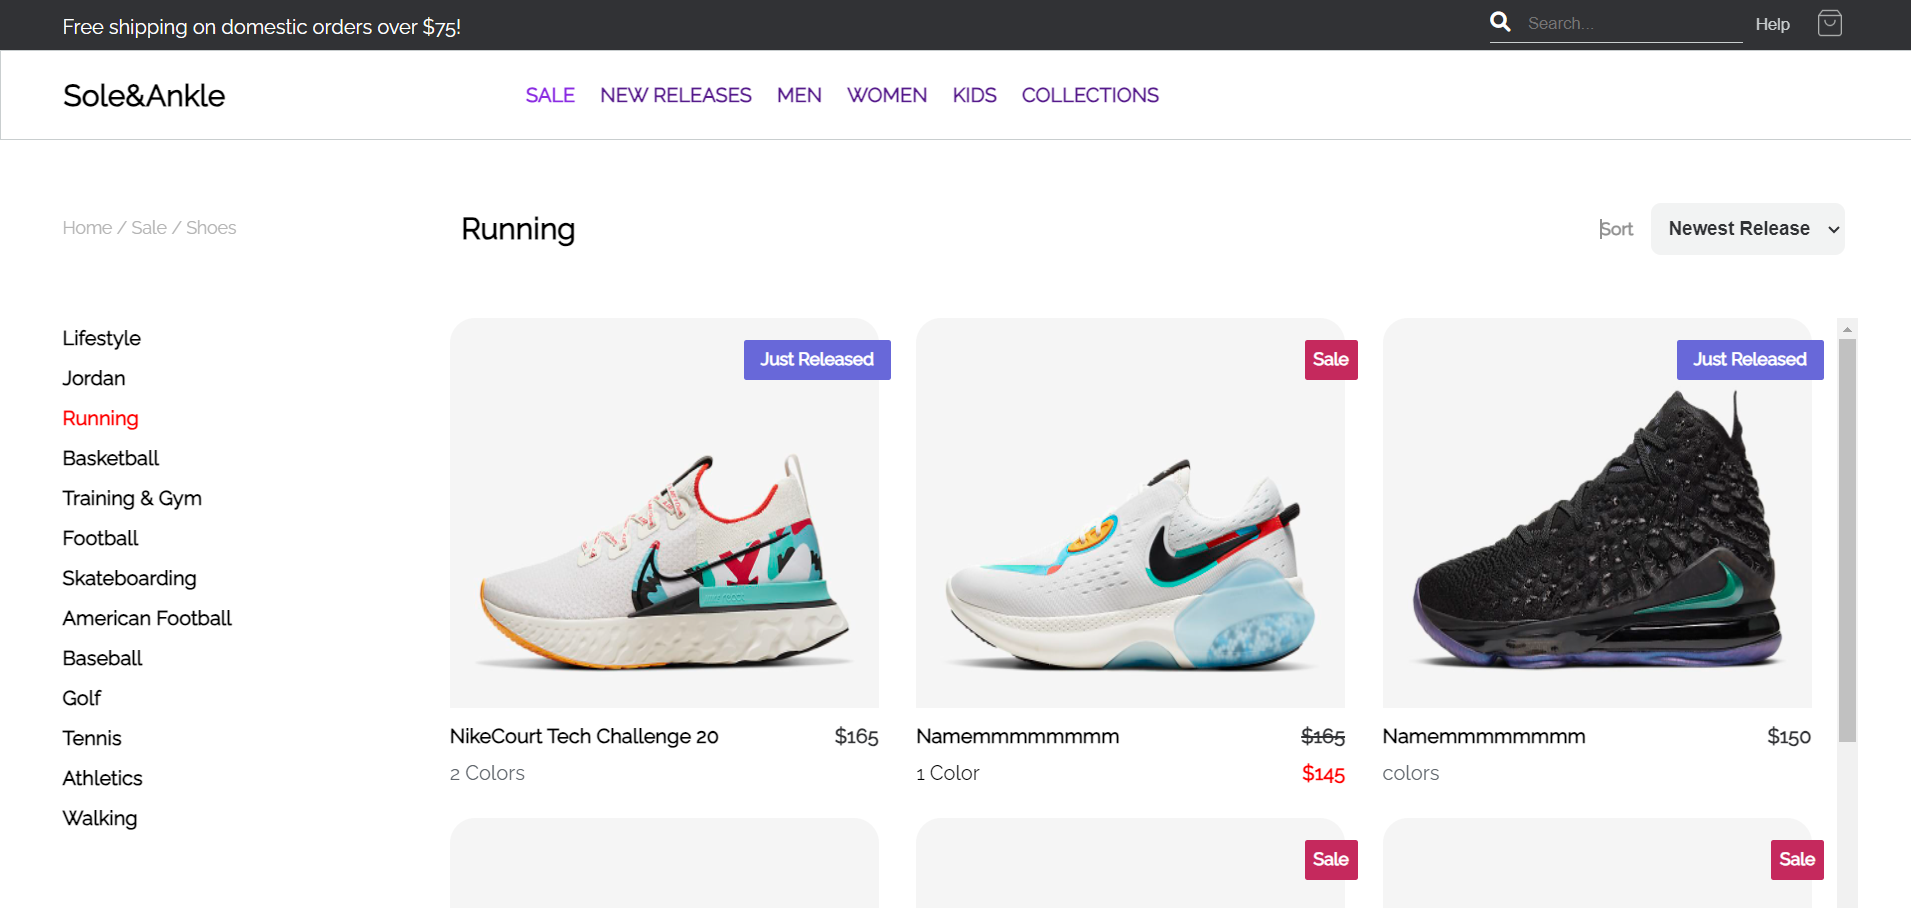 Free shipping on domestic orders over $75!
Search...
Help
Sole&Ankle
SALE NEW RELEASES MEN WOMEN KIDS COLLECTIONS
Home / Sale / Shoes
Running
Sort
Newest Release
Lifestyle
Jordan
Running
Basketball
Training & Gym
Football
Skateboarding
American Football
Baseball
Golf
Tennis
Athletics
Walking
Just Released
NikeCourt Tech Challenge 20 $165
2 Colors
Sale
Namemmmmmmmm $165
1 Color $145
Just Released
Namemmmmmmmm $150
colors
Sale
Sale